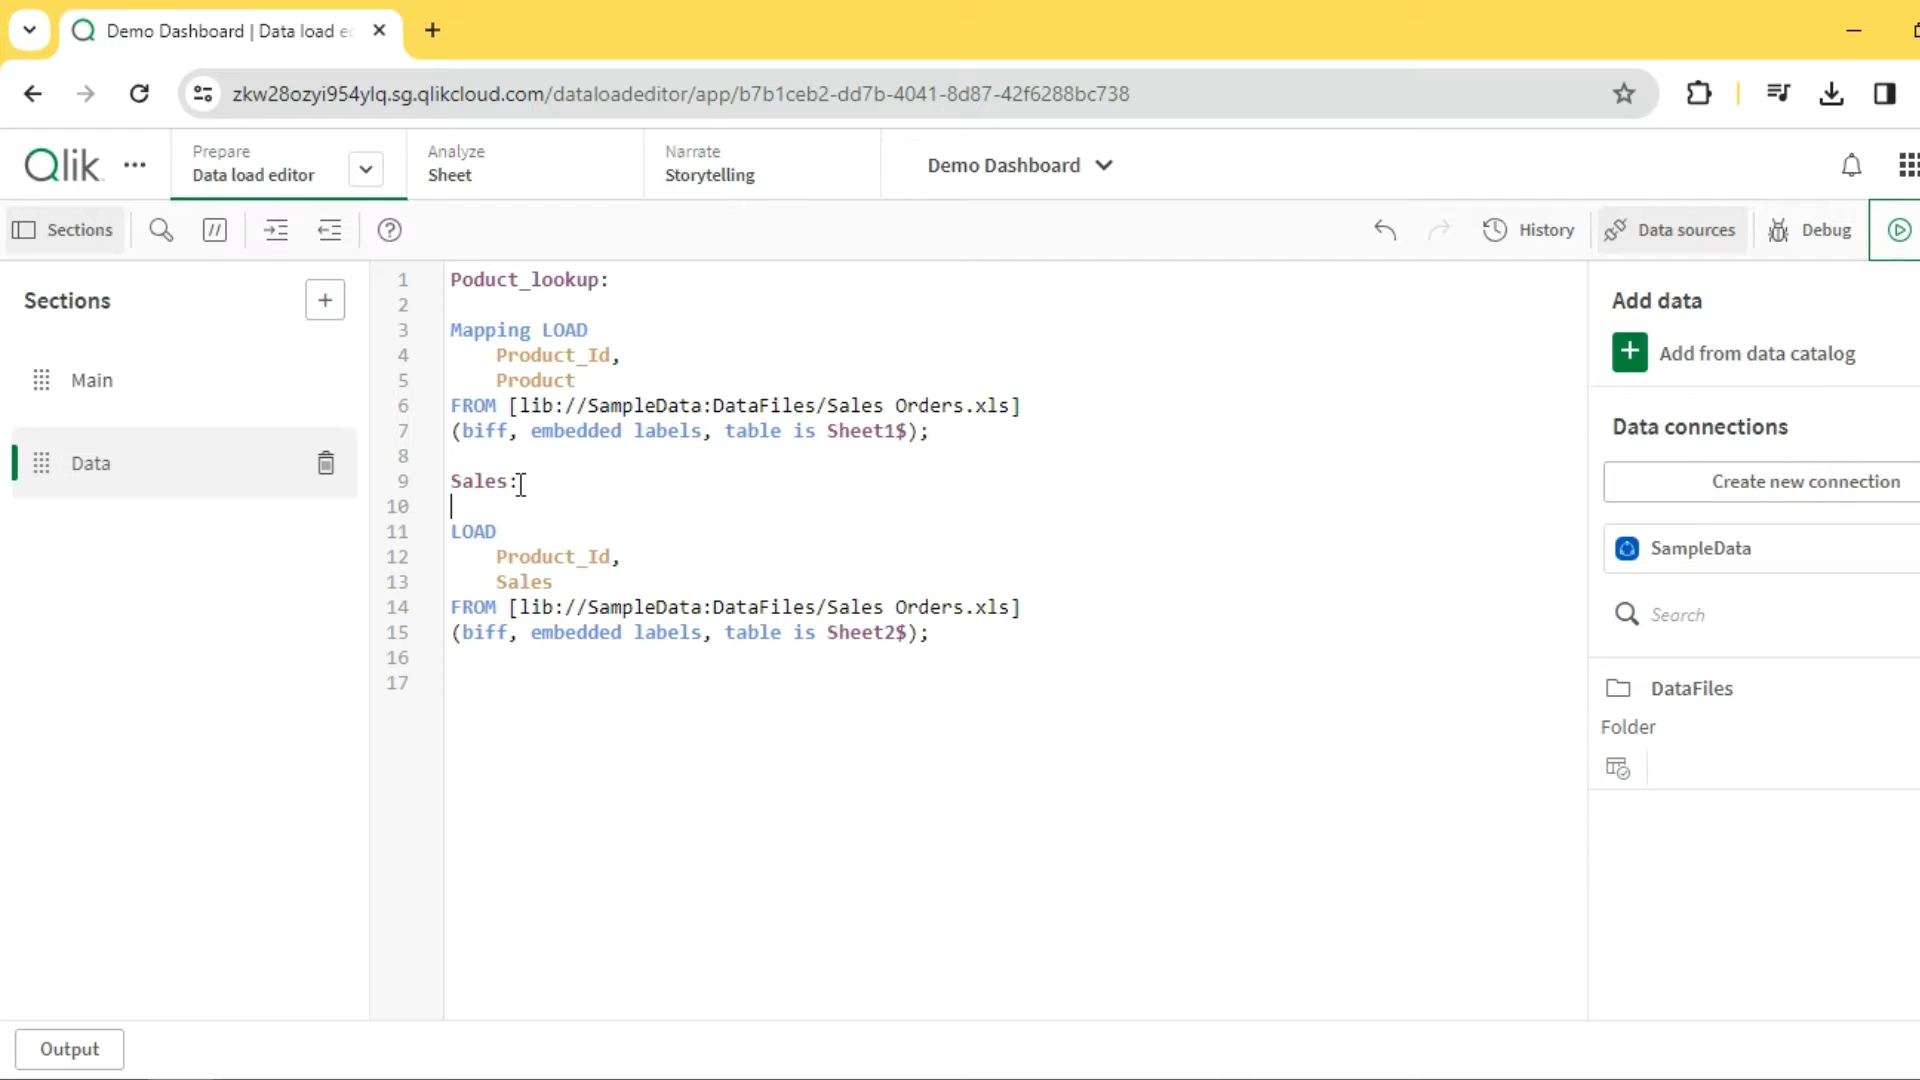 Demo Dashboard | Data load e
zkw28ozyi954ylq.sg.qlikcloud.com/dataloadeditor/app/b7b1ceb2-dd7b-4041-8d87-42f6288bc738
Qlik
Prepare
Data load editor
Analyze
Sheet
Narrate
Storytelling
Demo Dashboard
Sections
History
Data sources
Debug
Sections
Main
Data
1 Poduct_lookup:
2
3 Mapping LOAD
4 Product_Id,
5 Product
6 FROM [lib://SampleData:DataFiles/Sales Orders.xls]
7 (biff, embedded labels, table is Sheet1$);
8
9 Sales:
10
11 LOAD
12 Product_Id,
13 Sales
14 FROM [lib://SampleData:DataFiles/Sales Orders.xls]
15 (biff, embedded labels, table is Sheet2$);
16
17
Add data
Add from data catalog
Data connections
Create new connection
SampleData
Search
DataFiles
Folder
Output